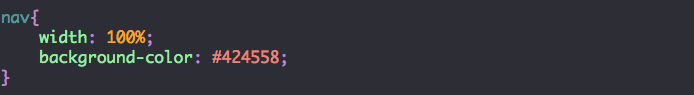 nav{
    width: 100%;
    background-color: #424558;
}